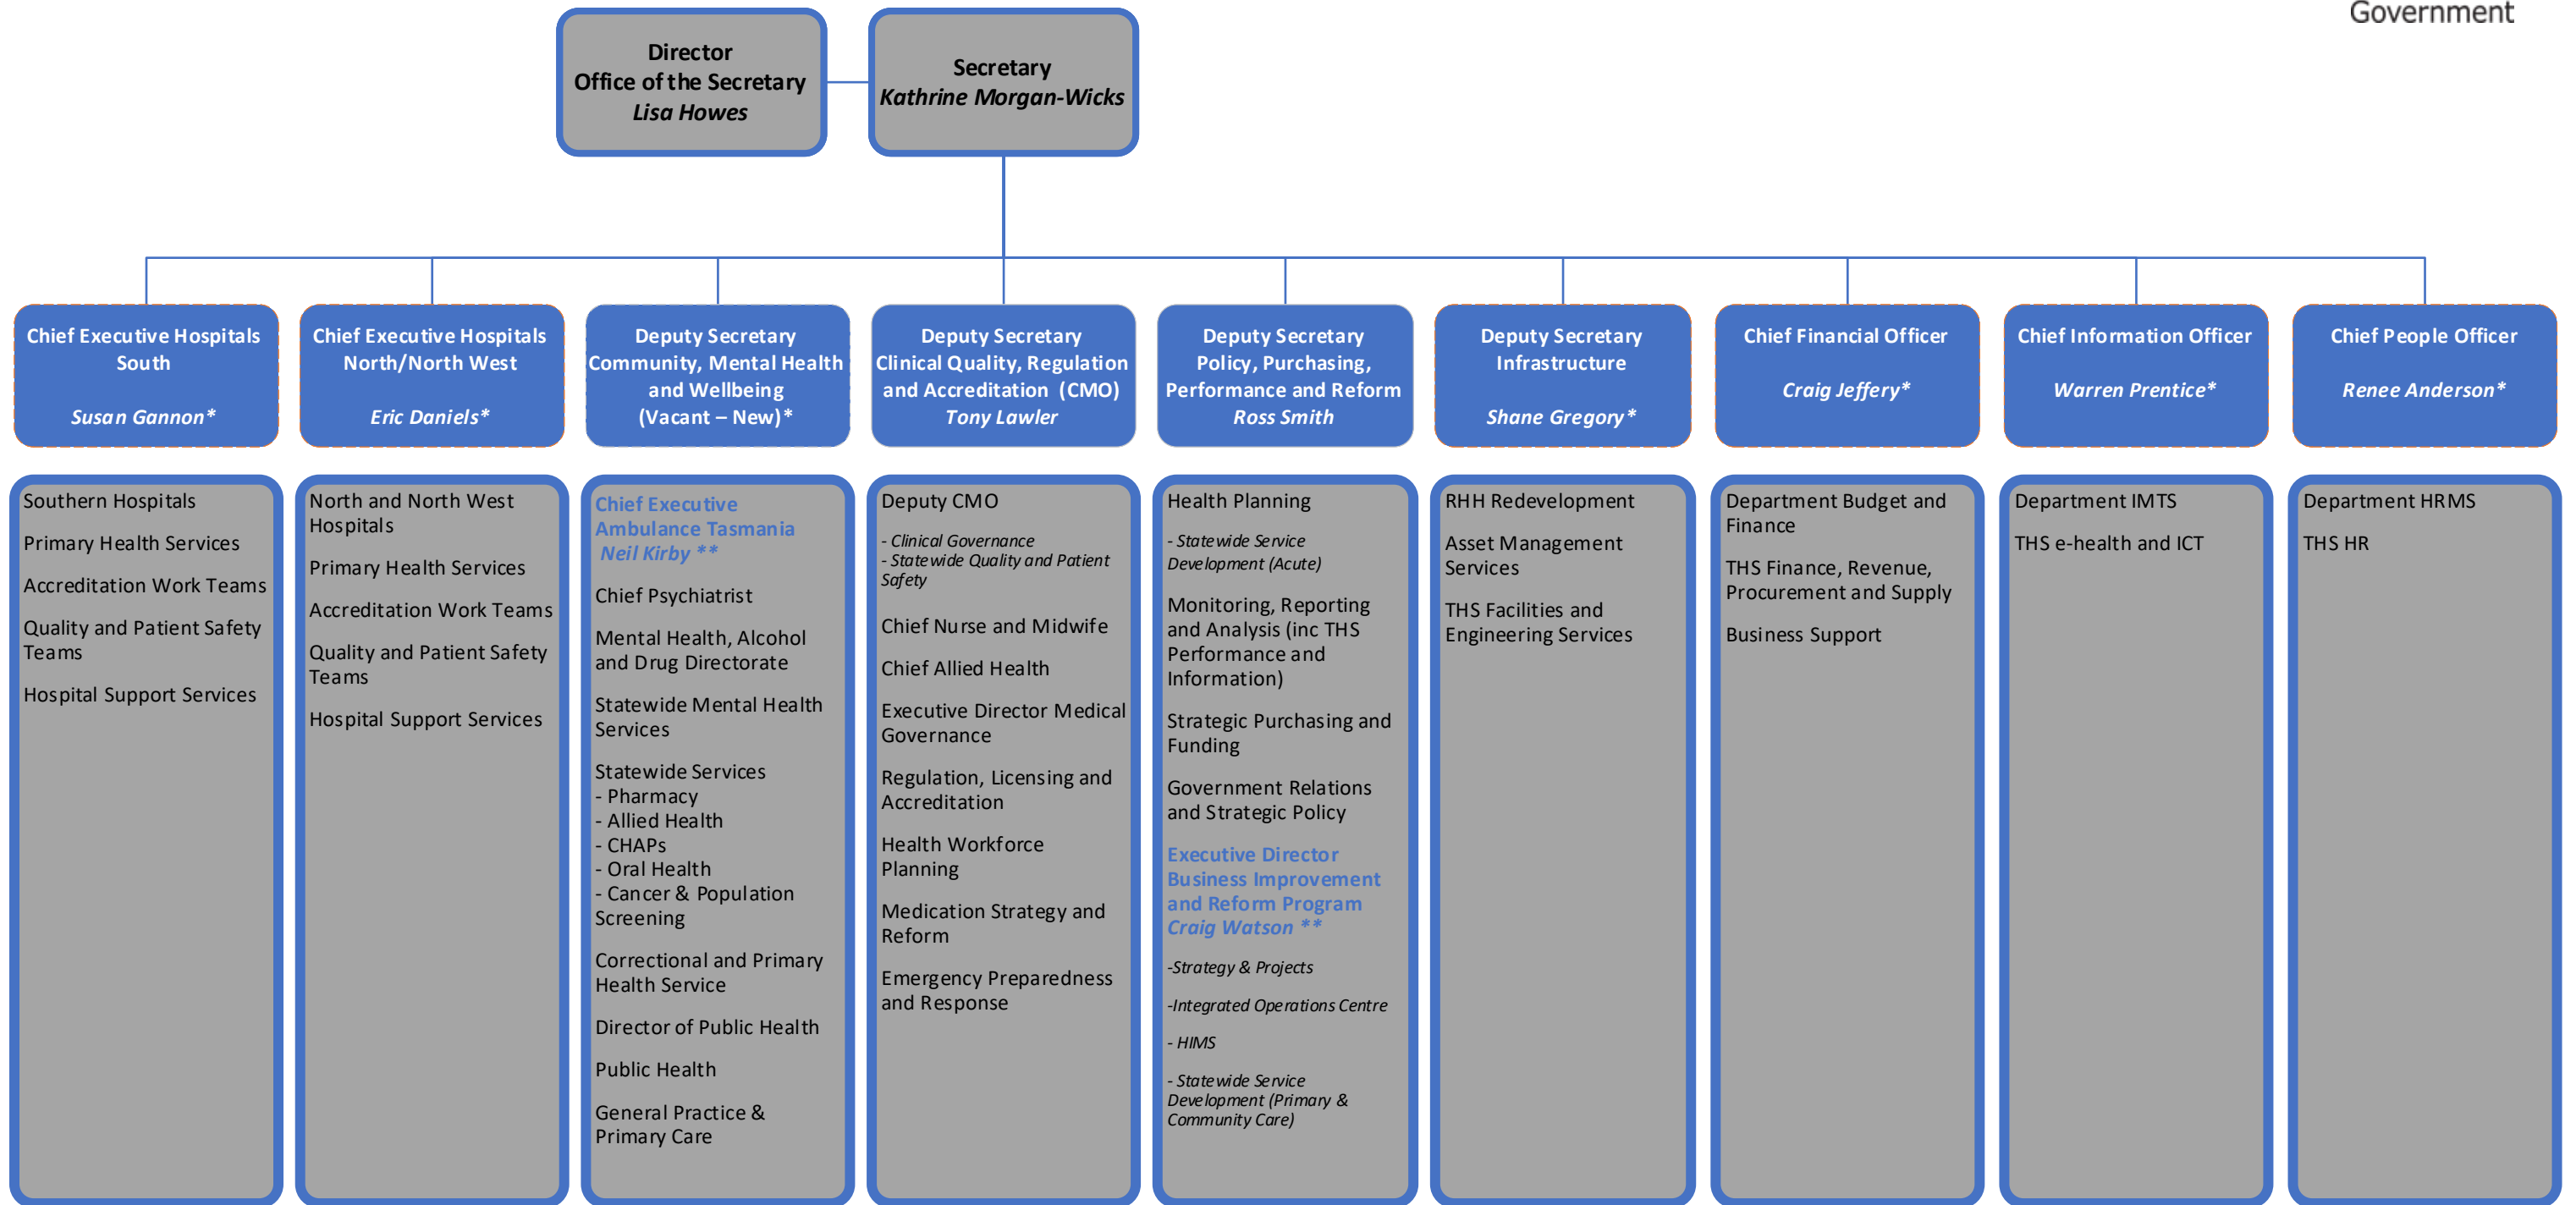 Government
Director
Office of the Secretary
Lisa Howes
Secretary
Kathrine Morgan-Wicks
Chief Executive Hospitals
South
Susan Gannon*
Chief Executive Hospitals
North/North West
Eric Daniels*
Deputy Secretary
Community, Mental Health
and Wellbeing
(Vacant – New)*
Deputy Secretary
Clinical Quality, Regulation
and Accreditation (CMO)
Tony Lawler
Deputy Secretary
Policy, Purchasing,
Performance and Reform
Ross Smith
Deputy Secretary
Infrastructure
Shane Gregory*
Chief Financial Officer
Craig Jeffery*
Chief Information Officer
Warren Prentice*
Chief People Officer
Renee Anderson*
Southern Hospitals
Primary Health Services
Accreditation Work Teams
Quality and Patient Safety
Teams
Hospital Support Services
North and North West
Hospitals
Primary Health Services
Accreditation Work Teams
Quality and Patient Safety
Teams
Hospital Support Services
Chief Executive
Ambulance Tasmania
Neil Kirby **
Chief Psychiatrist
Mental Health, Alcohol
and Drug Directorate
Statewide Mental Health
Services
Statewide Services
- Pharmacy
- Allied Health
- CHAPs
- Oral Health
- Cancer & Population
Screening
Correctional and Primary
Health Service
Director of Public Health
Public Health
General Practice &
Primary Care
Deputy CMO
- Clinical Governance
- Statewide Quality and Patient
Safety
Chief Nurse and Midwife
Chief Allied Health
Executive Director Medical
Governance
Regulation, Licensing and
Accreditation
Health Workforce
Planning
Medication Strategy and
Reform
Emergency Preparedness
and Response
Health Planning
- Statewide Service
Development (Acute)
Monitoring, Reporting
and Analysis (inc THS
Performance and
Information)
Strategic Purchasing and
Funding
Government Relations
and Strategic Policy
Executive Director
Business Improvement
and Reform Program
Craig Watson **
-Strategy & Projects
-Integrated Operations Centre
- HIMS
- Statewide Service
Development (Primary &
Community Care)
RHH Redevelopment
Asset Management
Services
THS Facilities and
Engineering Services
Department Budget and
Finance
THS Finance, Revenue,
Procurement and Supply
Business Support
Department IMTS
THS e-health and ICT
Department HRMS
THS HR